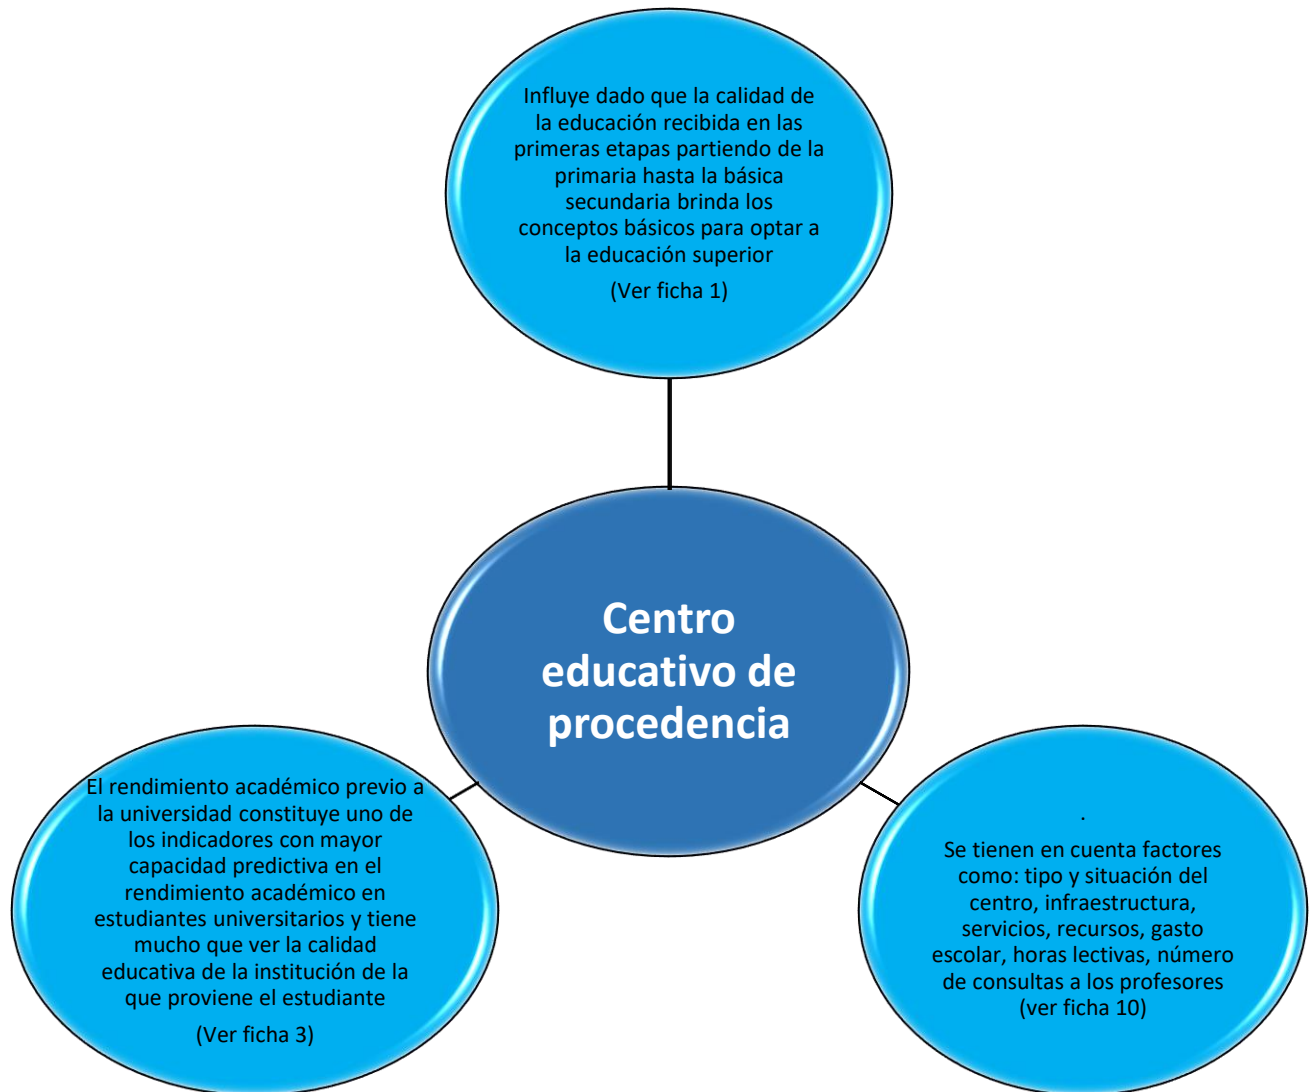 Influye dado que la calidad de
la educación recibida en las
primeras etapas partiendo de la
primaria hasta la básica
secundaria brinda los
conceptos básicos para optar a
la educación superior
(Ver ficha 1)
Centro
educativo de
procedencia
El rendimiento académico previo a
la universidad constituye uno de
los indicadores con mayor
capacidad predictiva en el
rendimiento académico en
estudiantes universitarios y tiene
mucho que ver la calidad
educativa de la institución de la
que proviene el estudiante
(Ver ficha 3)
.
Se tienen en cuenta factores
como: tipo y situación del
centro, infraestructura,
servicios, recursos, gasto
escolar, horas lectivas, número
de consultas a los profesores
(ver ficha 10)